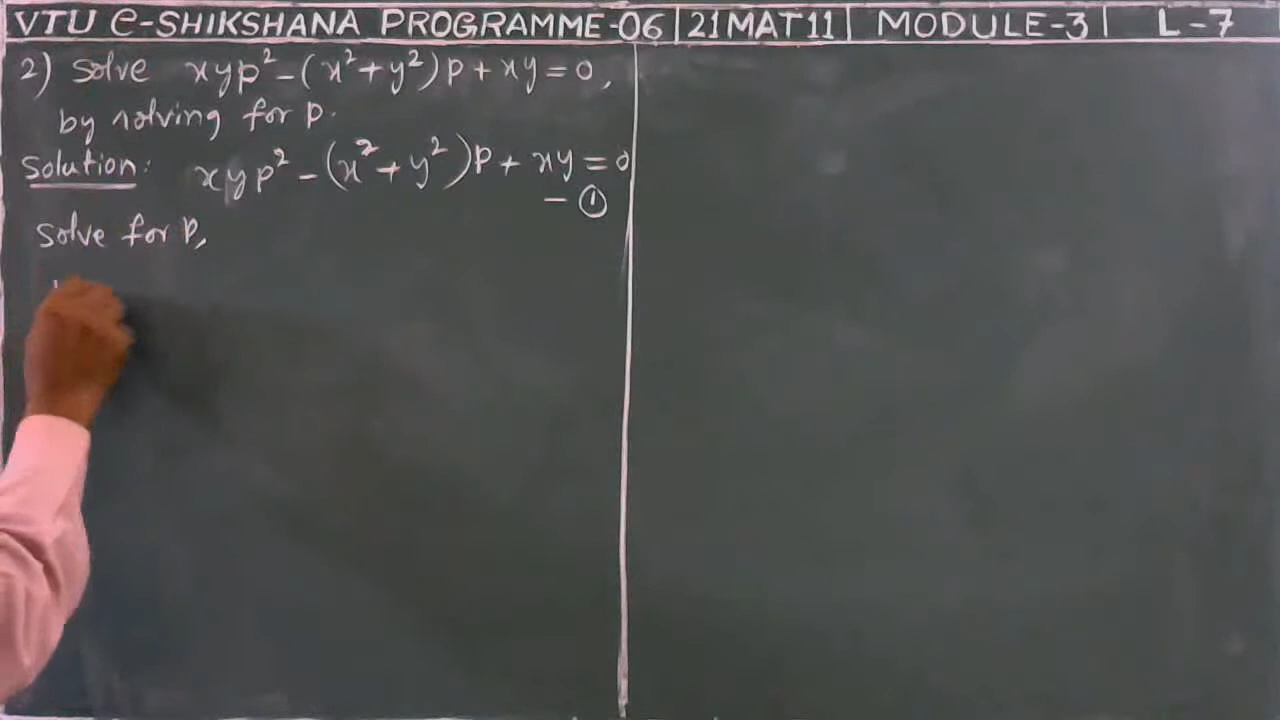 VTU e-SHIKSHANA PROGRAMME-06 | 21MAT11 | MODULE-3 | L-7
2) Solve xyp² - (x² + y²) p + xy = 0,
by solving for p.
Solution: xyp² - (x² + y²) p + xy = 0
- ①
Solve for P,